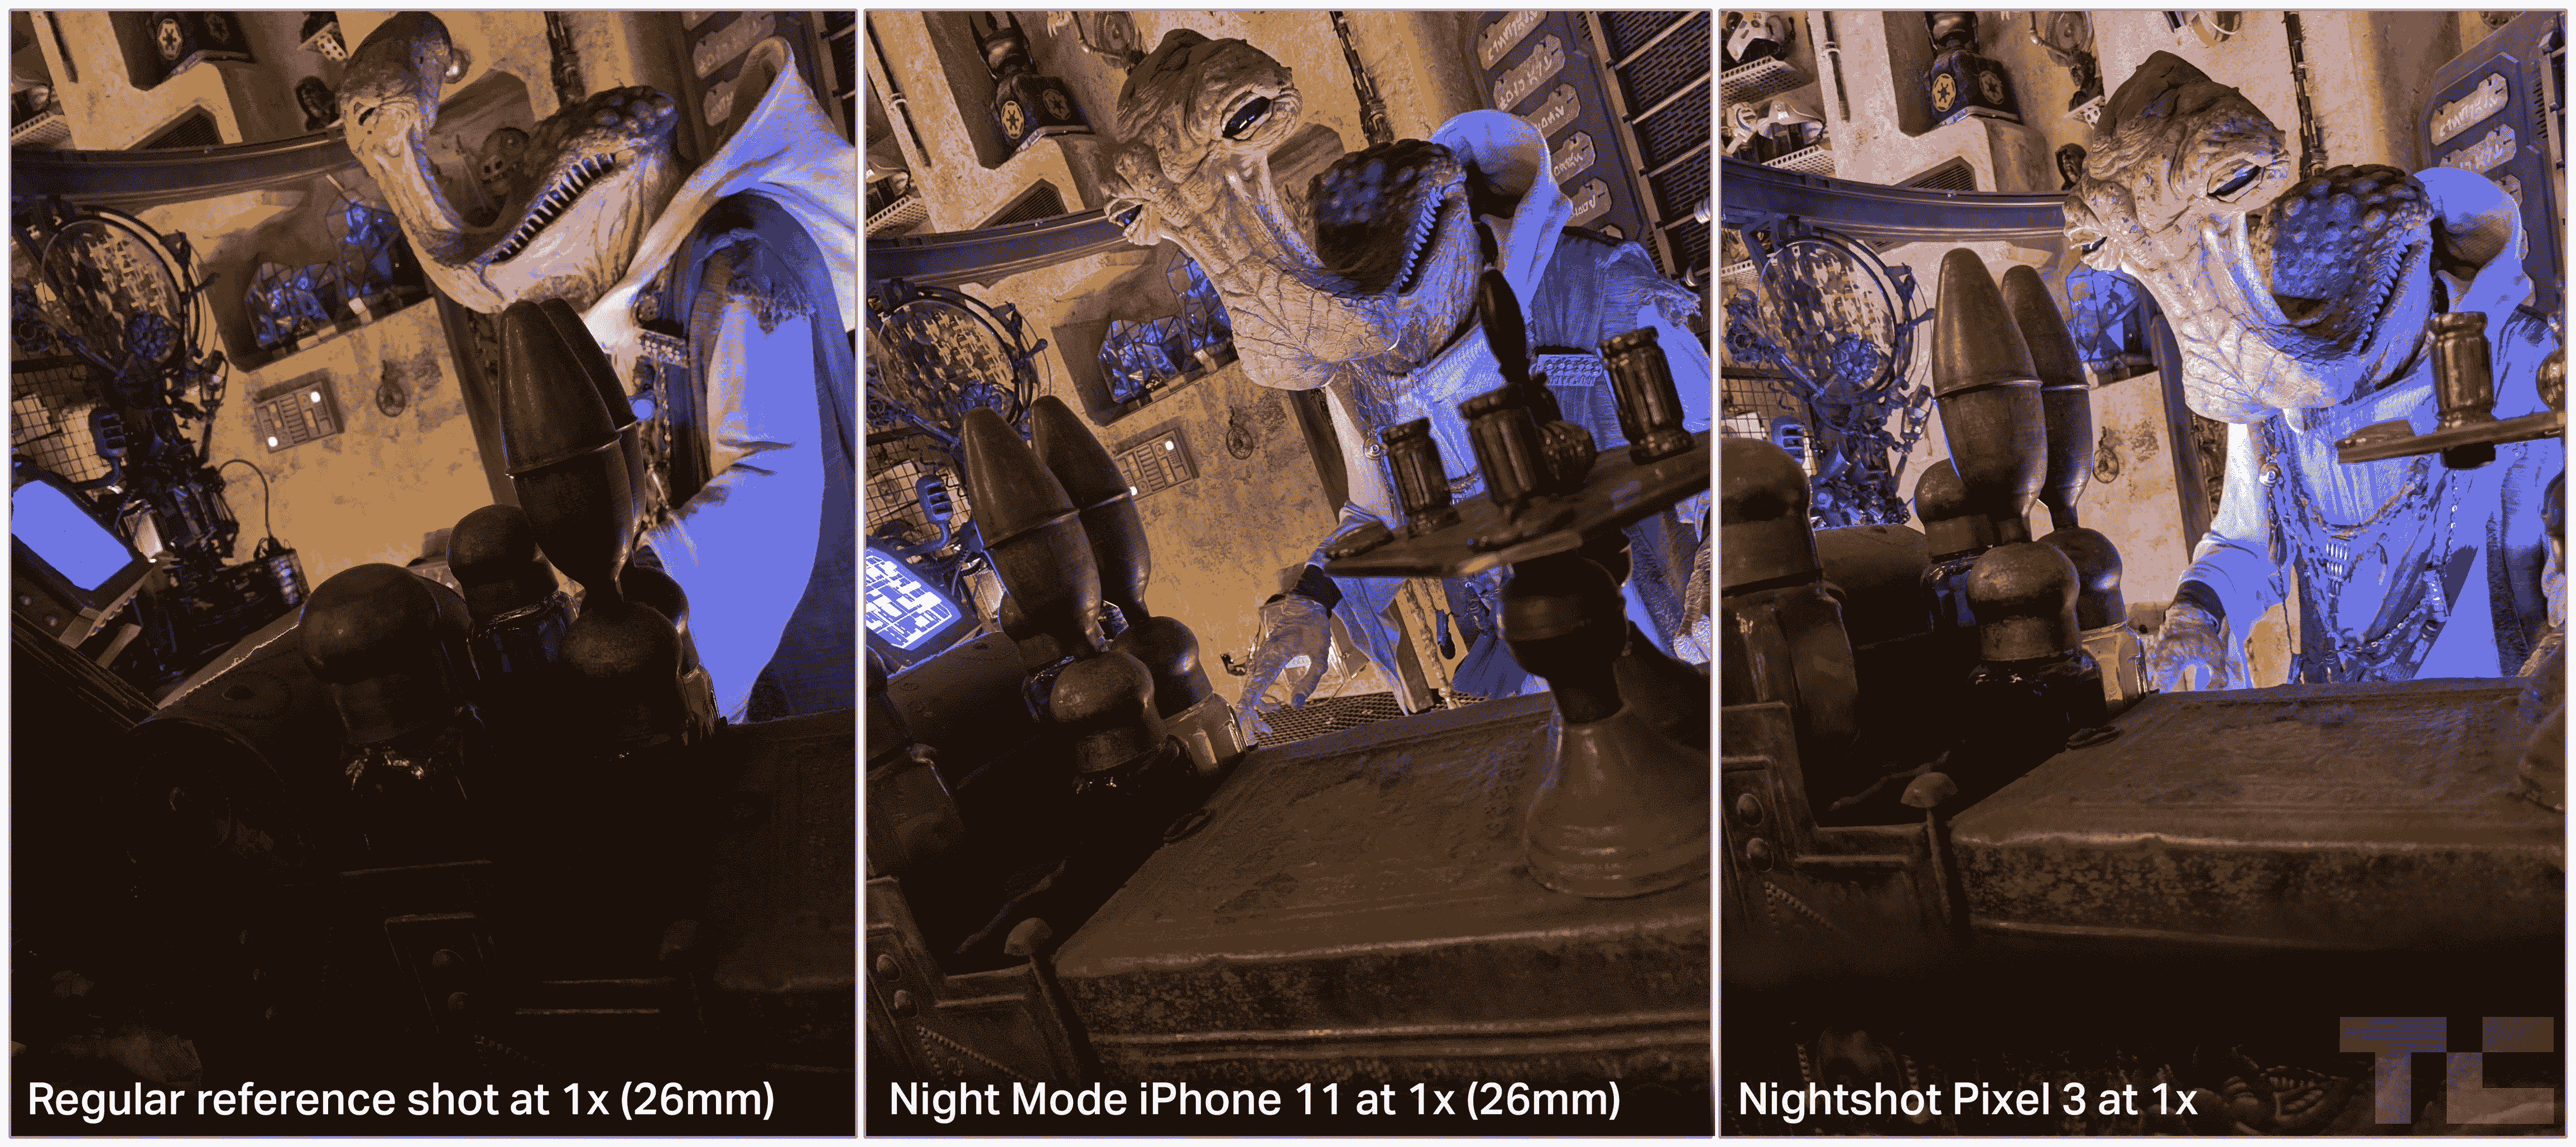 Regular reference shot at 1x (26mm)
Night Mode iPhone 11 at 1x (26mm)
Nightshot Pixel 3 at 1x
TC